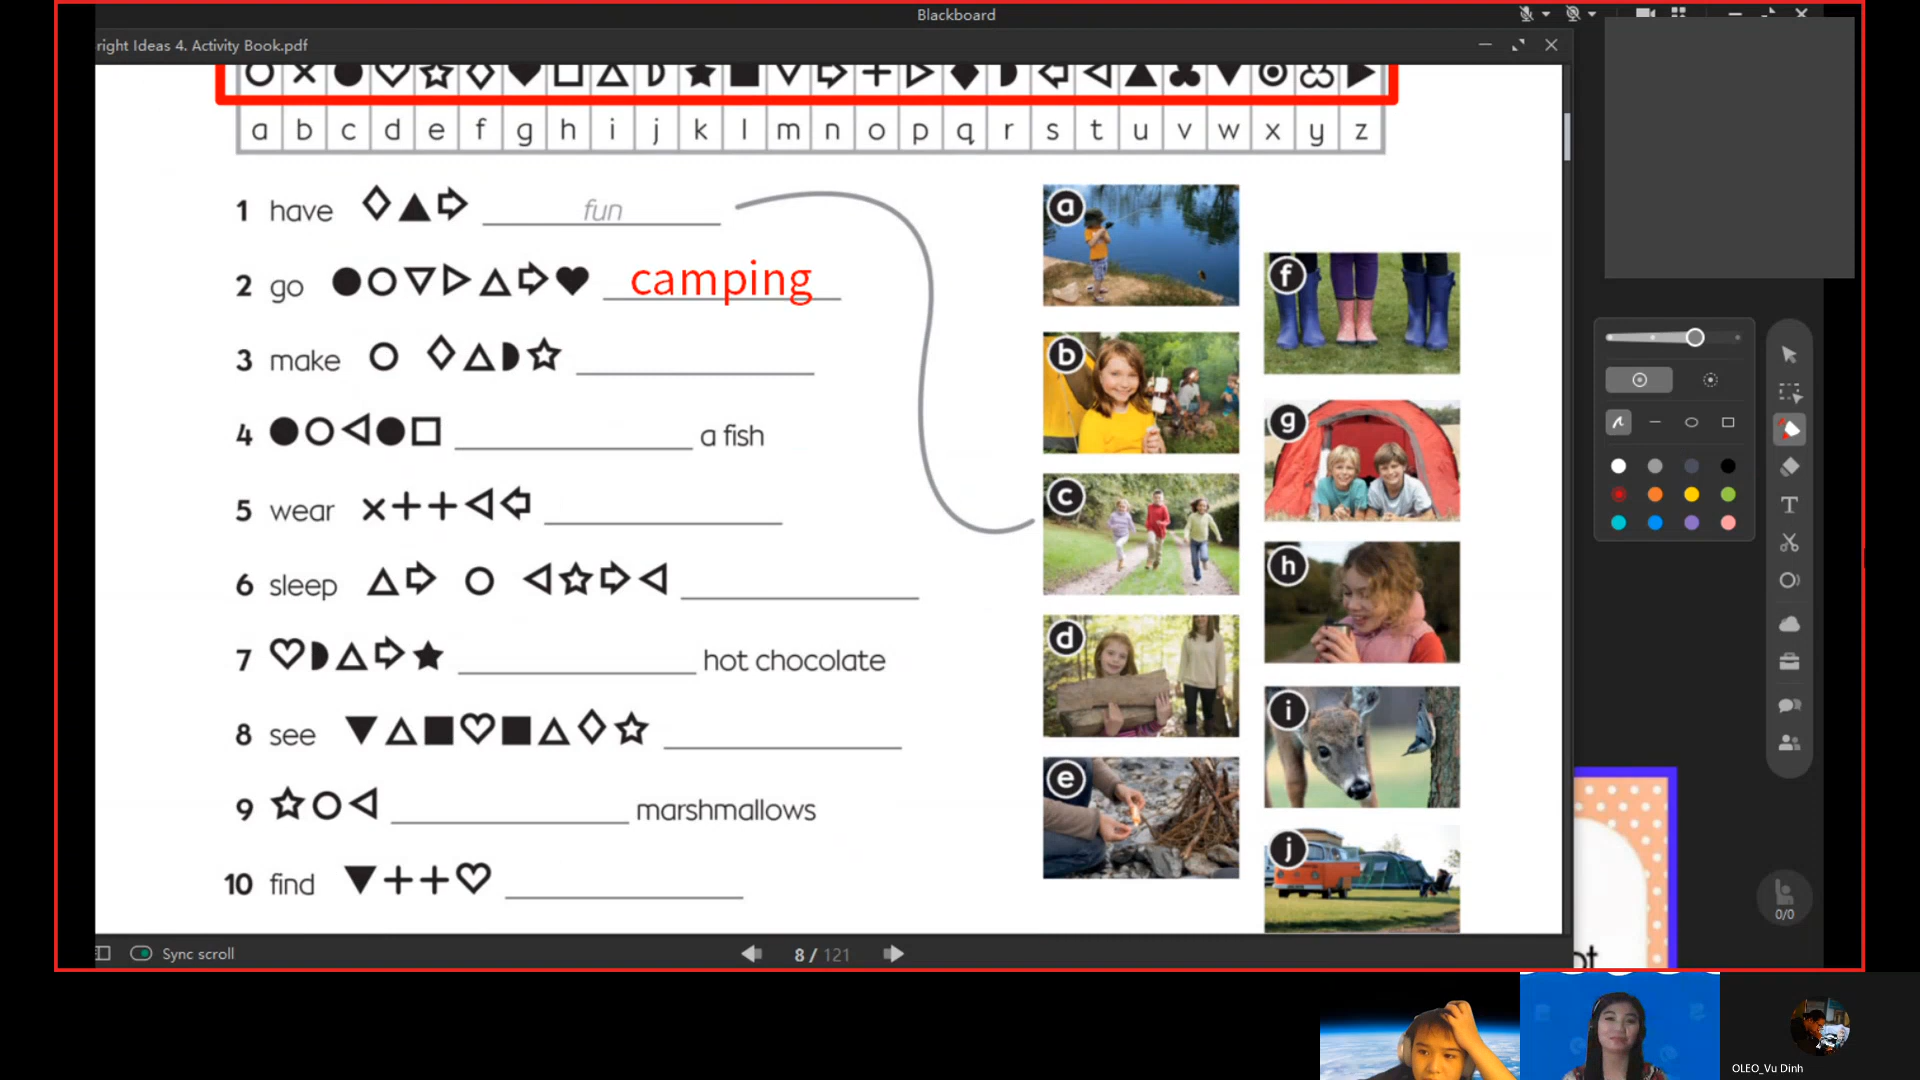 Blackboard
right Ideas 4. Activity Book.pdf
a b c d e f g h i j k l m n o p q r s t u v w x y z
1 have fun
2 go camping
3 make
4 a fish
5 wear
6 sleep
7 hot chocolate
8 see
9 marshmallows
10 find
a
b
c
d
e
f
g
h
i
j
0/0
ot
Sync scroll
8 / 121
OLEO_Vu Dinh